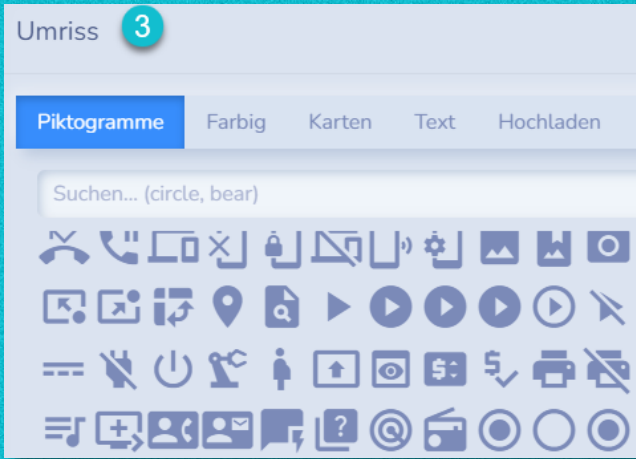 Umriss 3
Piktogramme Farbig Karten Text Hochladen
Suchen... (circle, bear)